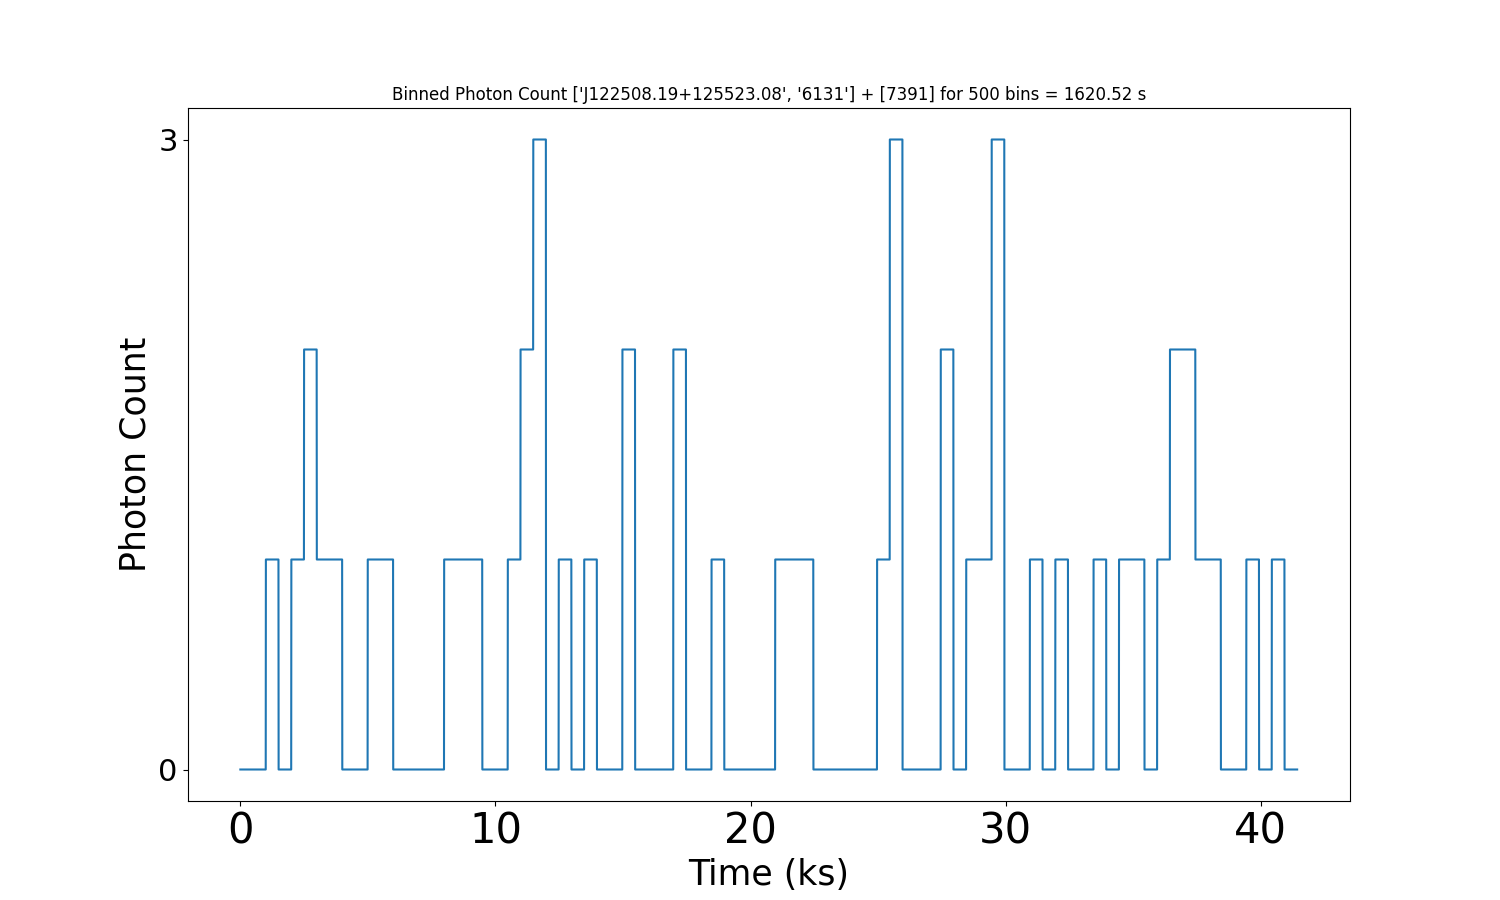 Binned Photon Count ['J122508.19+125523.08', '6131'] + [7391] for 500 bins = 1620.52 s
3
0
Photon Count
0 10 20 30 40
Time (ks)